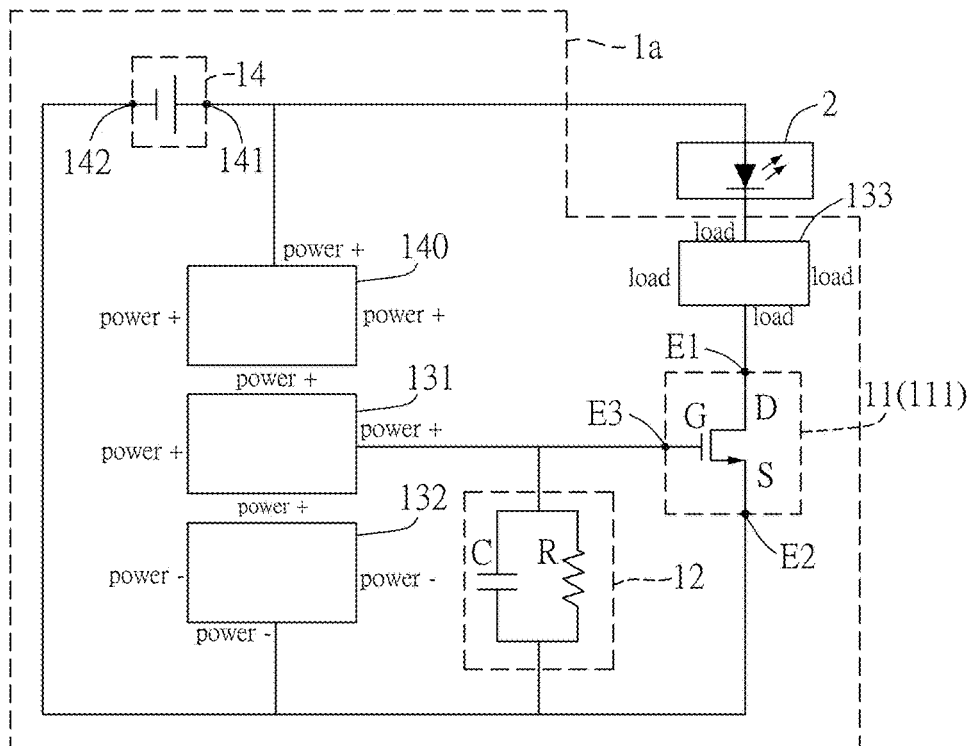 1a
14
142
141
2
133
load
load
load
load
power +
140
power +
power +
power +
131
power +
power +
power +
132
power -
power -
power -
E1
11(111)
E3
G
D
S
E2
C
R
12